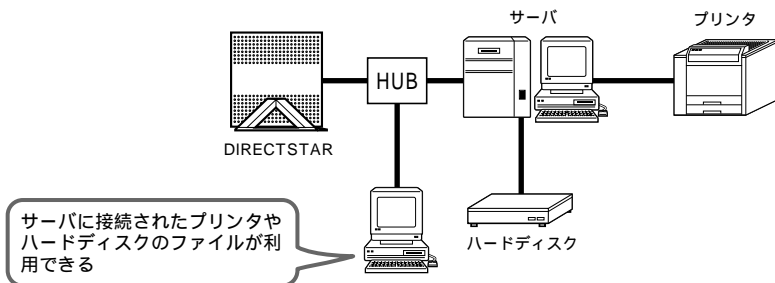 サーバ
プリンタ
HUB
DIRECTSTAR
サーバに接続されたプリンタや
ハードディスクのファイルが利
用できる
ハードディスク